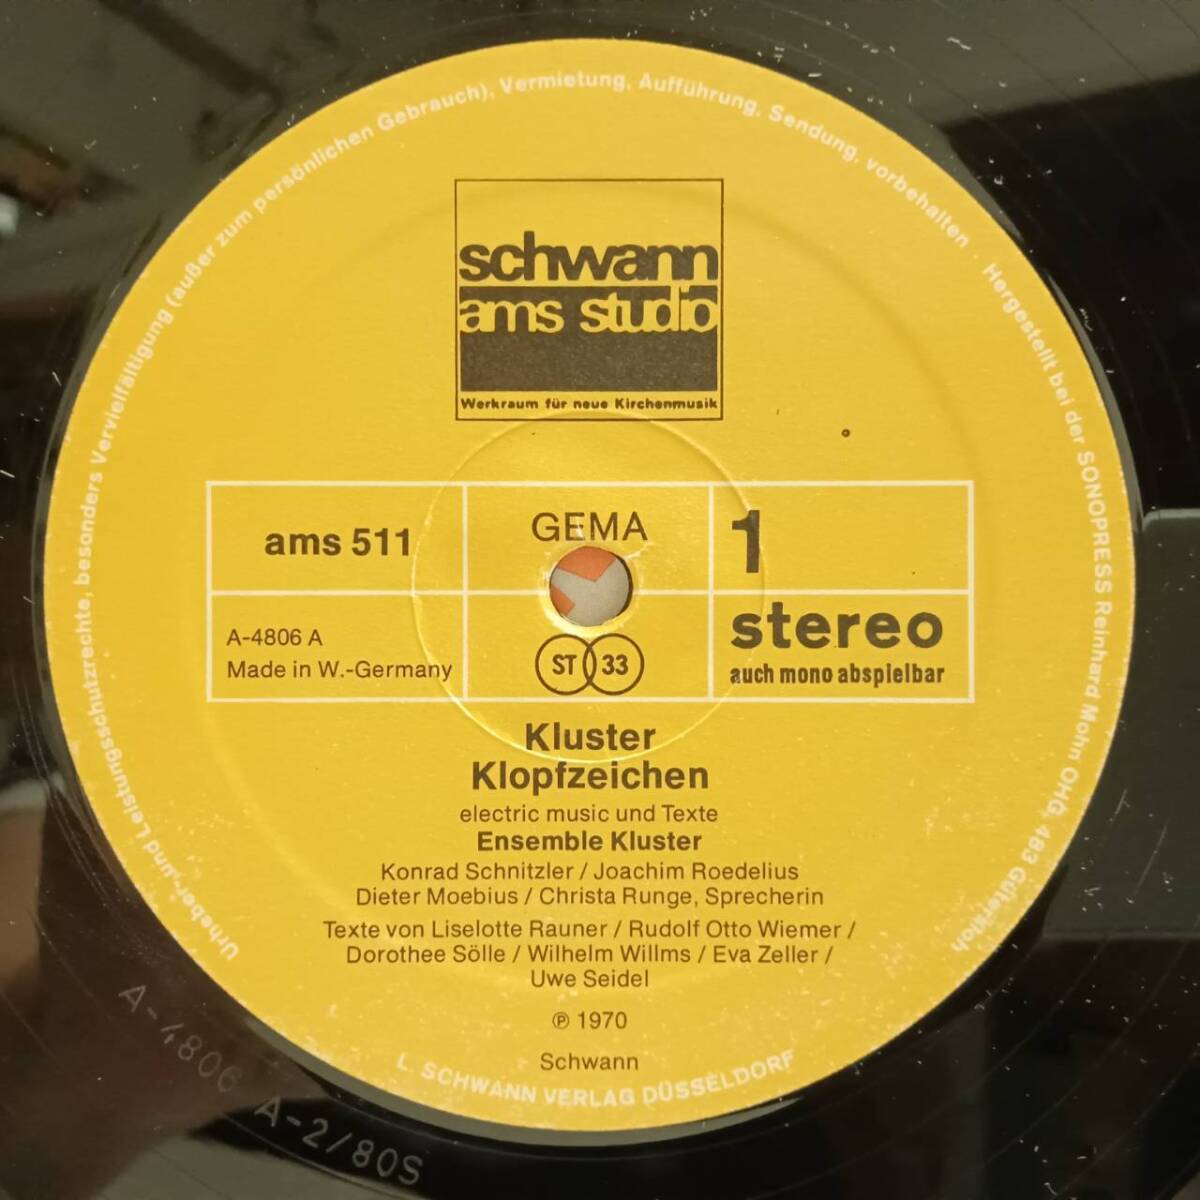 Urheber- und Leistungsschutzrechte, besonders Vervielfältigung (außer zum persönlichen Gebrauch), Vermietung, Aufführung, Sendung, vorbehalten · Hergestellt bei der SONOPRESS Reinhard Mohn OHG, 483 Gütersloh
schwann
ams studio
Werkraum für neue Kirchenmusik
ams 511
GEMA
1
A-4806 A
Made in W.-Germany
ST 33
stereo
auch mono abspielbar
Kluster
Klopfzeichen
electric music und Texte
Ensemble Kluster
Konrad Schnitzler / Joachim Roedelius
Dieter Moebius / Christa Runge, Sprecherin
Texte von Liselotte Rauner / Rudolf Otto Wiemer /
Dorothee Sölle / Wilhelm Willms / Eva Zeller /
Uwe Seidel
℗ 1970
Schwann
L. SCHWANN VERLAG DÜSSELDORF
A-4806 A-2/80S